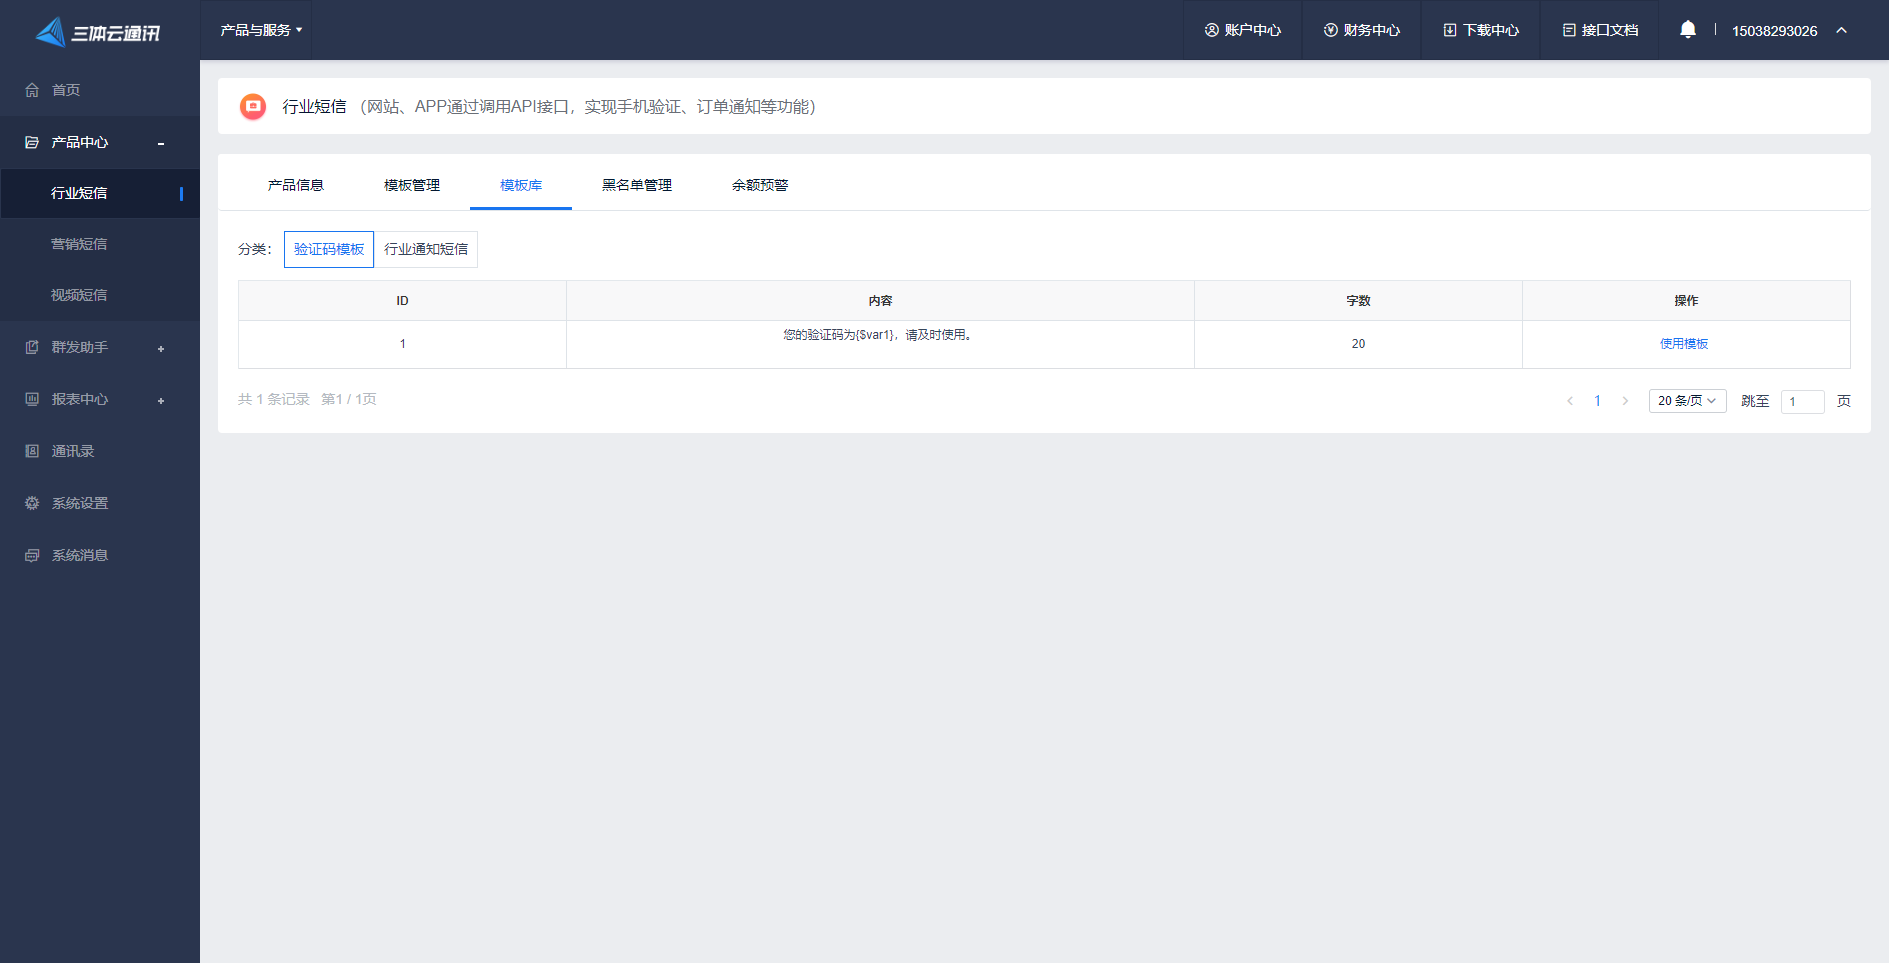 三体云通讯
产品与服务
账户中心
财务中心
下载中心
接口文档
15038293026
首页
产品中心
行业短信
营销短信
视频短信
群发助手
报表中心
通讯录
系统设置
系统消息
行业短信 （网站、APP通过调用API接口，实现手机验证、订单通知等功能）
产品信息 模板管理 模板库 黑名单管理 余额预警
分类： 验证码模板 行业通知短信
ID 内容 字数 操作
1 您的验证码为{$var1}，请及时使用。 20 使用模板
共 1 条记录 第1 / 1页
1 20 条/页 跳至 1 页